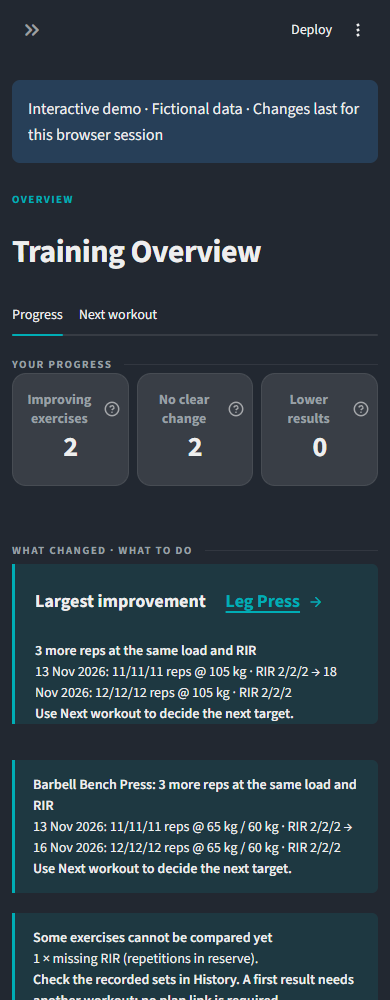 Deploy
Interactive demo · Fictional data · Changes last for
this browser session
OVERVIEW
Training Overview
Progress Next workout
YOUR PROGRESS
Improving exercises
2
No clear change
2
Lower results
0
WHAT CHANGED · WHAT TO DO
Largest improvement Leg Press →
3 more reps at the same load and RIR
13 Nov 2026: 11/11/11 reps @ 105 kg · RIR 2/2/2 → 18
Nov 2026: 12/12/12 reps @ 105 kg · RIR 2/2/2
Use Next workout to decide the next target.
Barbell Bench Press: 3 more reps at the same load and
RIR
13 Nov 2026: 11/11/11 reps @ 65 kg / 60 kg · RIR 2/2/2 →
16 Nov 2026: 12/12/12 reps @ 65 kg / 60 kg · RIR 2/2/2
Use Next workout to decide the next target.
Some exercises cannot be compared yet
1 × missing RIR (repetitions in reserve).
Check the recorded sets in History. A first result needs
another workout; no plan link is required.